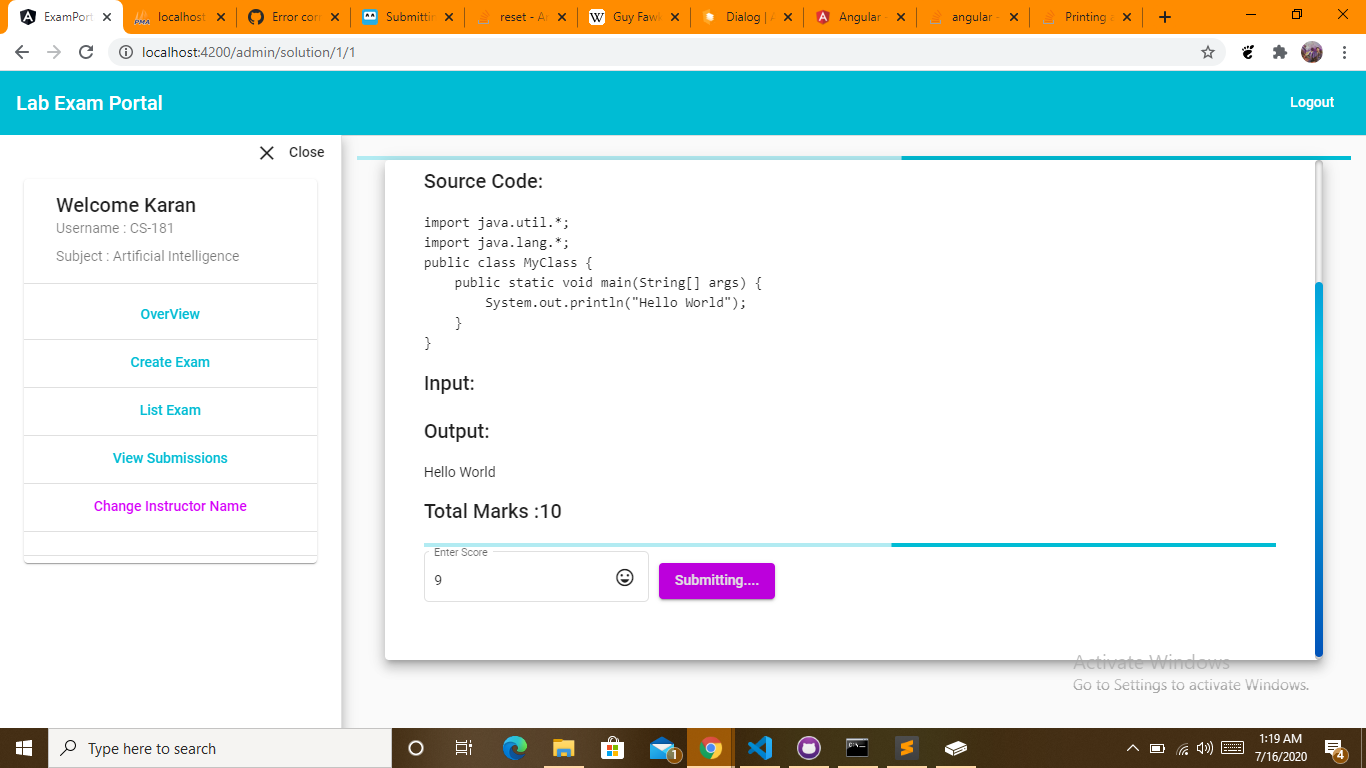 ExamPort
localhost
Error con
Submittin
reset - A
Guy Fawk
Dialog |
Angular
angular -
Printing a
localhost:4200/admin/solution/1/1
Lab Exam Portal
Logout
Close
Welcome Karan
Username : CS-181
Subject : Artificial Intelligence
OverView
Create Exam
List Exam
View Submissions
Change Instructor Name
Source Code:
import java.util.*;
import java.lang.*;
public class MyClass {
    public static void main(String[] args) {
        System.out.println("Hello World");
    }
}
Input:
Output:
Hello World
Total Marks :10
Enter Score
9
Submitting....
Activate Windows
Go to Settings to activate Windows.
Type here to search
1
1:19 AM
7/16/2020
4